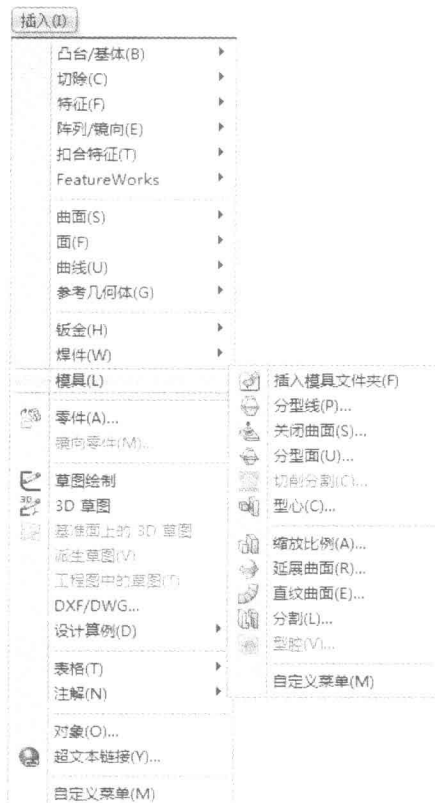 插入(I)
凸台/基体(B)
切除(C)
特征(F)
阵列/镜向(E)
扣合特征(T)
FeatureWorks
曲面(S)
面(F)
曲线(U)
参考几何体(G)
钣金(H)
焊件(W)
模具(L)
零件(A)...
镜向零件(M)...
草图绘制
3D 草图
基准面上的 3D 草图
派生草图(V)
工程图中的草图(T)
DXF/DWG...
设计算例(D)
表格(T)
注解(N)
对象(O)...
超文本链接(Y)...
自定义菜单(M)
插入模具文件夹(F)
分型线(P)...
关闭曲面(S)...
分型面(U)...
切削分割(C)...
型心(C)...
缩放比例(A)...
延展曲面(R)...
直纹曲面(E)...
分割(L)...
型腔(V)...
自定义菜单(M)